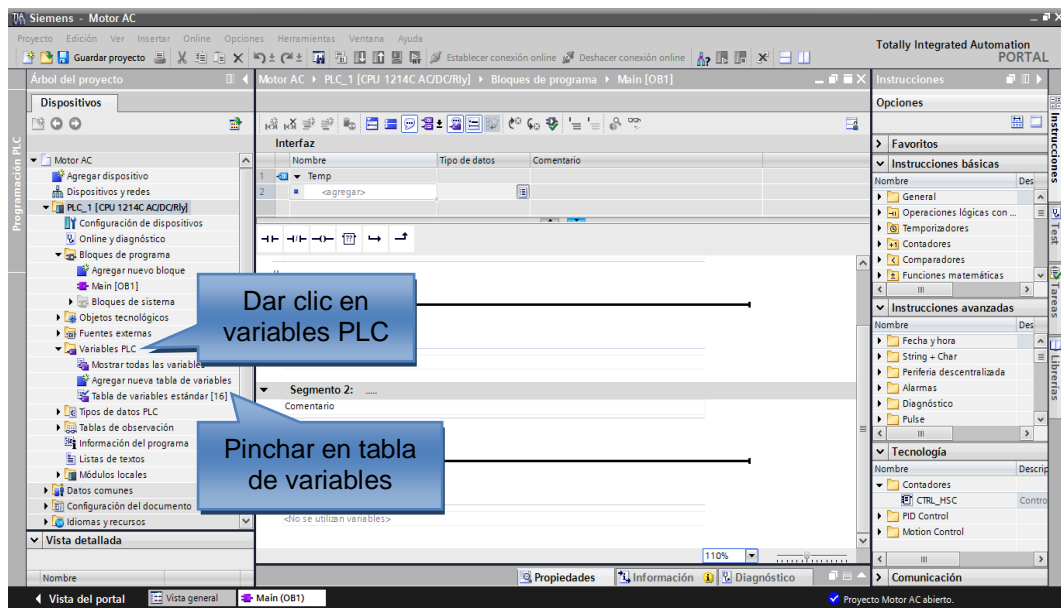 Siemens - Motor AC
Proyecto Edición Ver Insertar Online Opciones Herramientas Ventana Ayuda
Guardar proyecto Establecer conexión online Deshacer conexión online
Totally Integrated Automation
PORTAL
Árbol del proyecto
Dispositivos
Programación PLC
Motor AC
Agregar dispositivo
Dispositivos y redes
PLC_1 [CPU 1214C AC/DC/Rly]
Configuración de dispositivos
Online y diagnóstico
Bloques de programa
Agregar nuevo bloque
Main [OB1]
Bloques de sistema
Objetos tecnológicos
Fuentes externas
Variables PLC
Mostrar todas las variables
Agregar nueva tabla de variables
Tabla de variables estándar [16]
Tipos de datos PLC
Tablas de observación
Información del programa
Listas de textos
Módulos locales
Datos comunes
Configuración del documento
Idiomas y recursos
Vista detallada
Nombre
Motor AC PLC_1 [CPU 1214C AC/DC/Rly] Bloques de programa Main [OB1]
Interfaz
Nombre Tipo de datos Comentario
1 Temp
2 <agregar>
Dar clic en
variables PLC
Segmento 2: .....
Comentario
Pinchar en tabla
de variables
<No se utilizan variables>
110%
Propiedades Información Diagnóstico
Instrucciones
Opciones
Favoritos
Instrucciones básicas
Nombre Des
General
Operaciones lógicas con ...
Temporizadores
Contadores
Comparadores
Funciones matemáticas
Instrucciones avanzadas
Nombre Des
Fecha y hora
String + Char
Periferia descentralizada
Alarmas
Diagnóstico
Pulse
Tecnología
Nombre Descrip
Contadores
CTRL_HSC Contro
PID Control
Motion Control
Comunicación
Instrucciones
Test
Tareas
Librerías
Vista del portal Vista general Main (OB1) Proyecto Motor AC abierto.